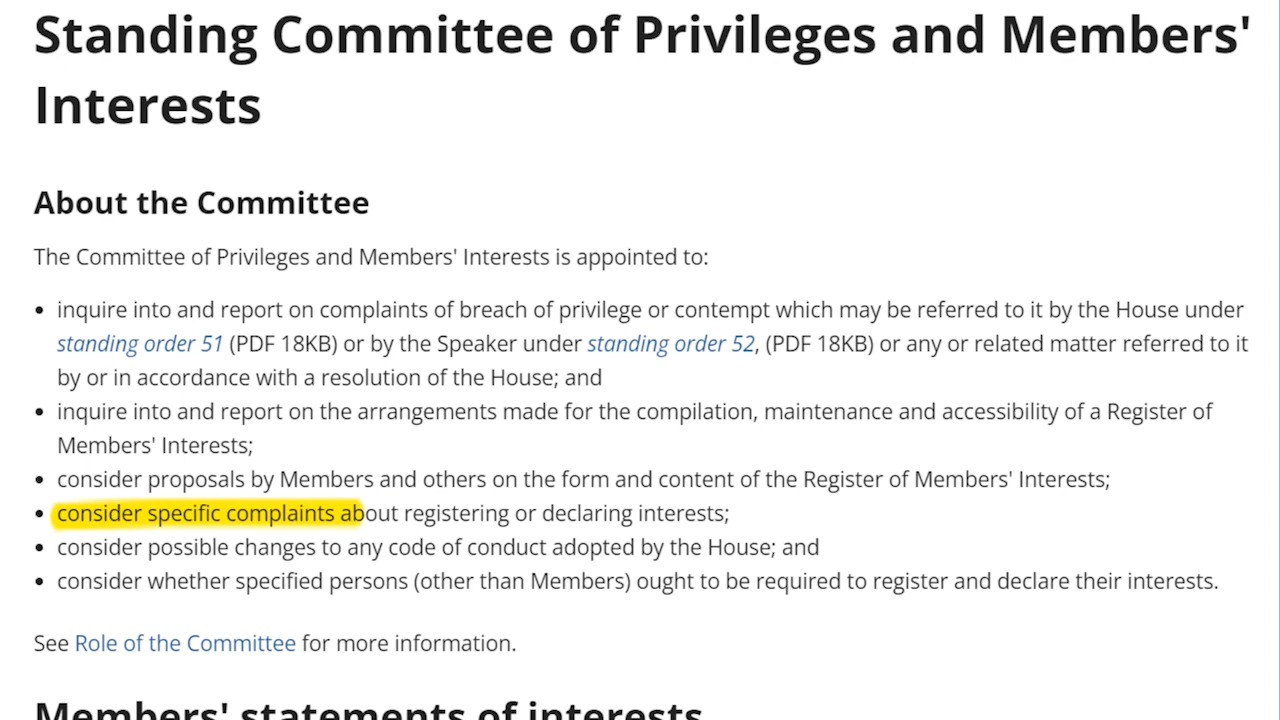 Standing Committee of Privileges and Members'
Interests
About the Committee
The Committee of Privileges and Members' Interests is appointed to:
• inquire into and report on complaints of breach of privilege or contempt which may be referred to it by the House under
standing order 51 (PDF 18KB) or by the Speaker under standing order 52, (PDF 18KB) or any or related matter referred to it
by or in accordance with a resolution of the House; and
• inquire into and report on the arrangements made for the compilation, maintenance and accessibility of a Register of
Members' Interests;
• consider proposals by Members and others on the form and content of the Register of Members' Interests;
• consider specific complaints about registering or declaring interests;
• consider possible changes to any code of conduct adopted by the House; and
• consider whether specified persons (other than Members) ought to be required to register and declare their interests.
See Role of the Committee for more information.
Members' statements of interests